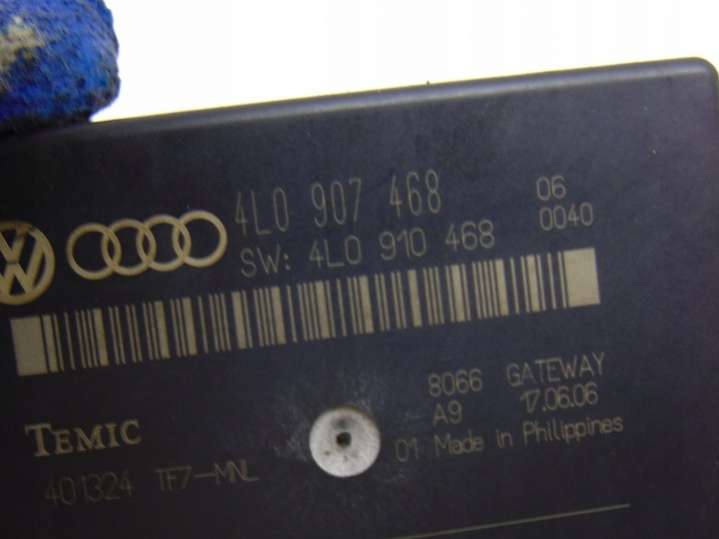 4L0 907 468 06
SW: 4L0 910 468 0040
8066 GATEWAY
TEMIC A9 17.06.06
401324 TF7-MNL 01 Made in Philippines